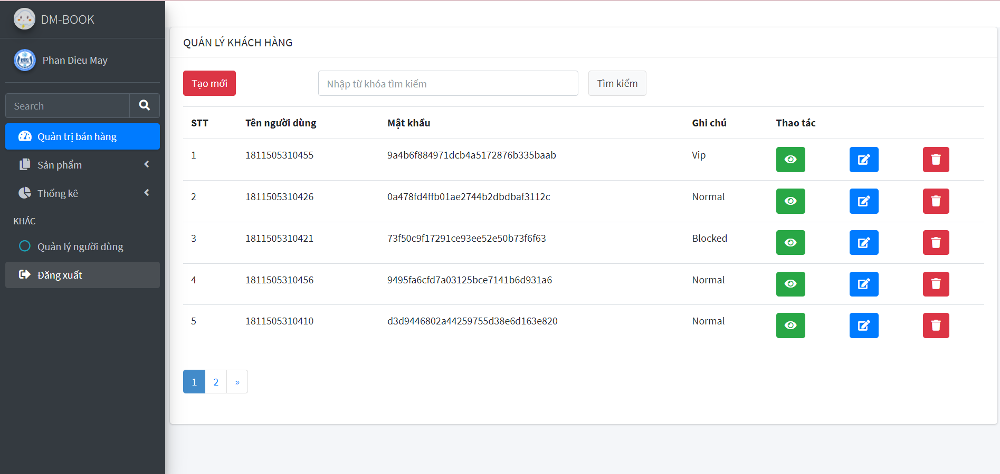 DM-BOOK
Phan Dieu May
Search
Quản trị bán hàng
Sản phẩm
Thống kê
KHÁC
Quản lý người dùng
Đăng xuất
QUẢN LÝ KHÁCH HÀNG
Tạo mới Nhập từ khóa tìm kiếm Tìm kiếm
STT Tên người dùng Mật khẩu Ghi chú Thao tác
1 1811505310455 9a4b6f884971dcb4a5172876b335baab Vip
2 1811505310426 0a478fd4ffb01ae2744b2dbdbaf3112c Normal
3 1811505310421 73f50c9f17291ce93ee52e50b73f6f63 Blocked
4 1811505310456 9495fa6cfd7a03125bce7141b6d931a6 Normal
5 1811505310410 d3d9446802a44259755d38e6d163e820 Normal
1 2 »